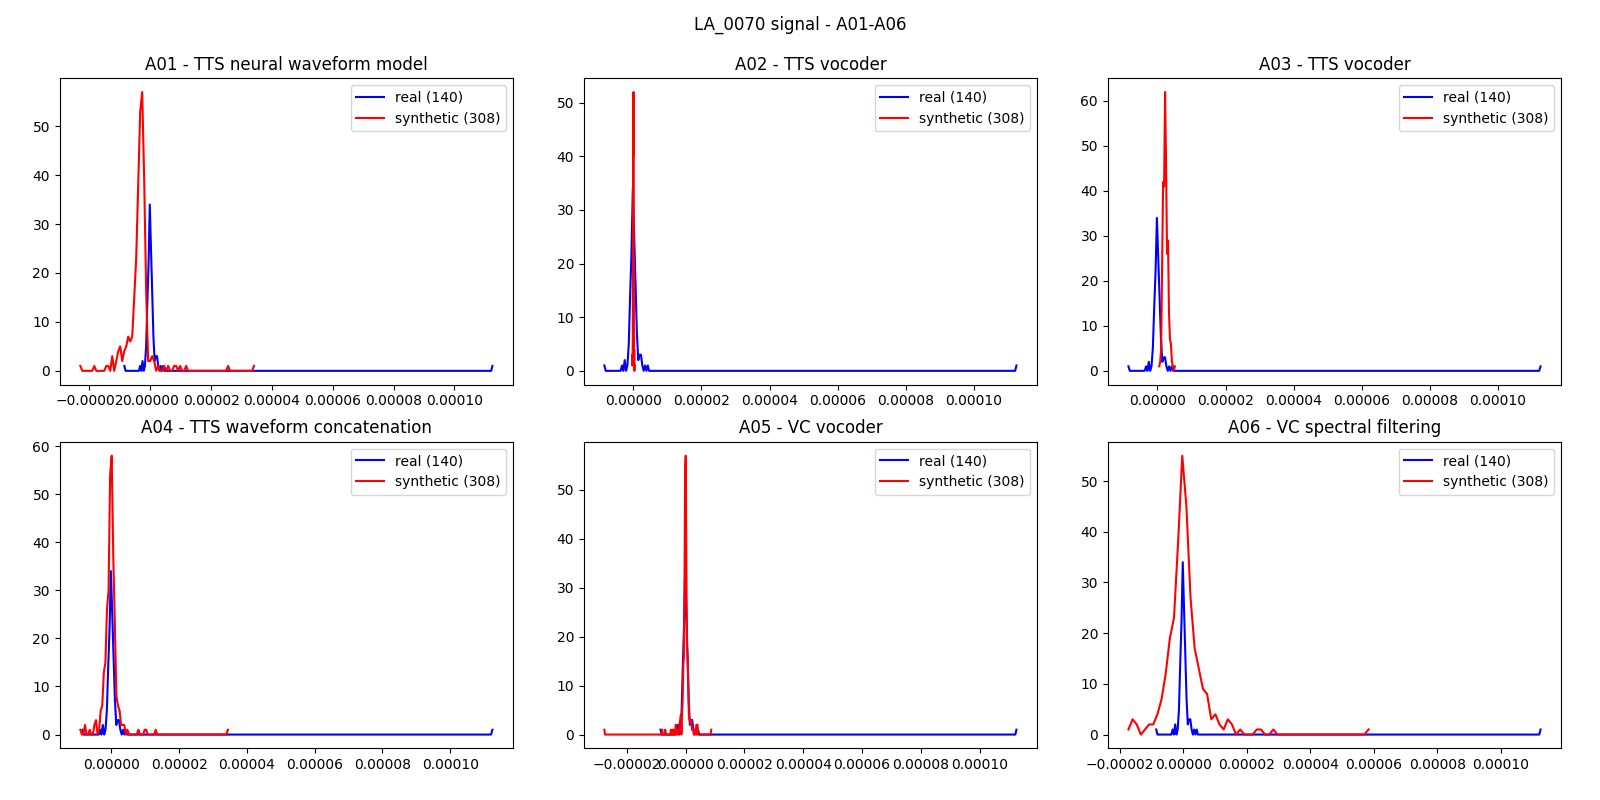 LA_0070 signal - A01-A06
A01 - TTS neural waveform model
real (140)
synthetic (308)
50
40
30
20
10
0
−0.00002 0.00000 0.00002 0.00004 0.00006 0.00008 0.00010
A02 - TTS vocoder
real (140)
synthetic (308)
50
40
30
20
10
0
0.00000 0.00002 0.00004 0.00006 0.00008 0.00010
A03 - TTS vocoder
real (140)
synthetic (308)
60
50
40
30
20
10
0
0.00000 0.00002 0.00004 0.00006 0.00008 0.00010
A04 - TTS waveform concatenation
real (140)
synthetic (308)
60
50
40
30
20
10
0
0.00000 0.00002 0.00004 0.00006 0.00008 0.00010
A05 - VC vocoder
real (140)
synthetic (308)
50
40
30
20
10
0
−0.00002 0.00000 0.00002 0.00004 0.00006 0.00008 0.00010
A06 - VC spectral filtering
real (140)
synthetic (308)
50
40
30
20
10
0
−0.00002 0.00000 0.00002 0.00004 0.00006 0.00008 0.00010